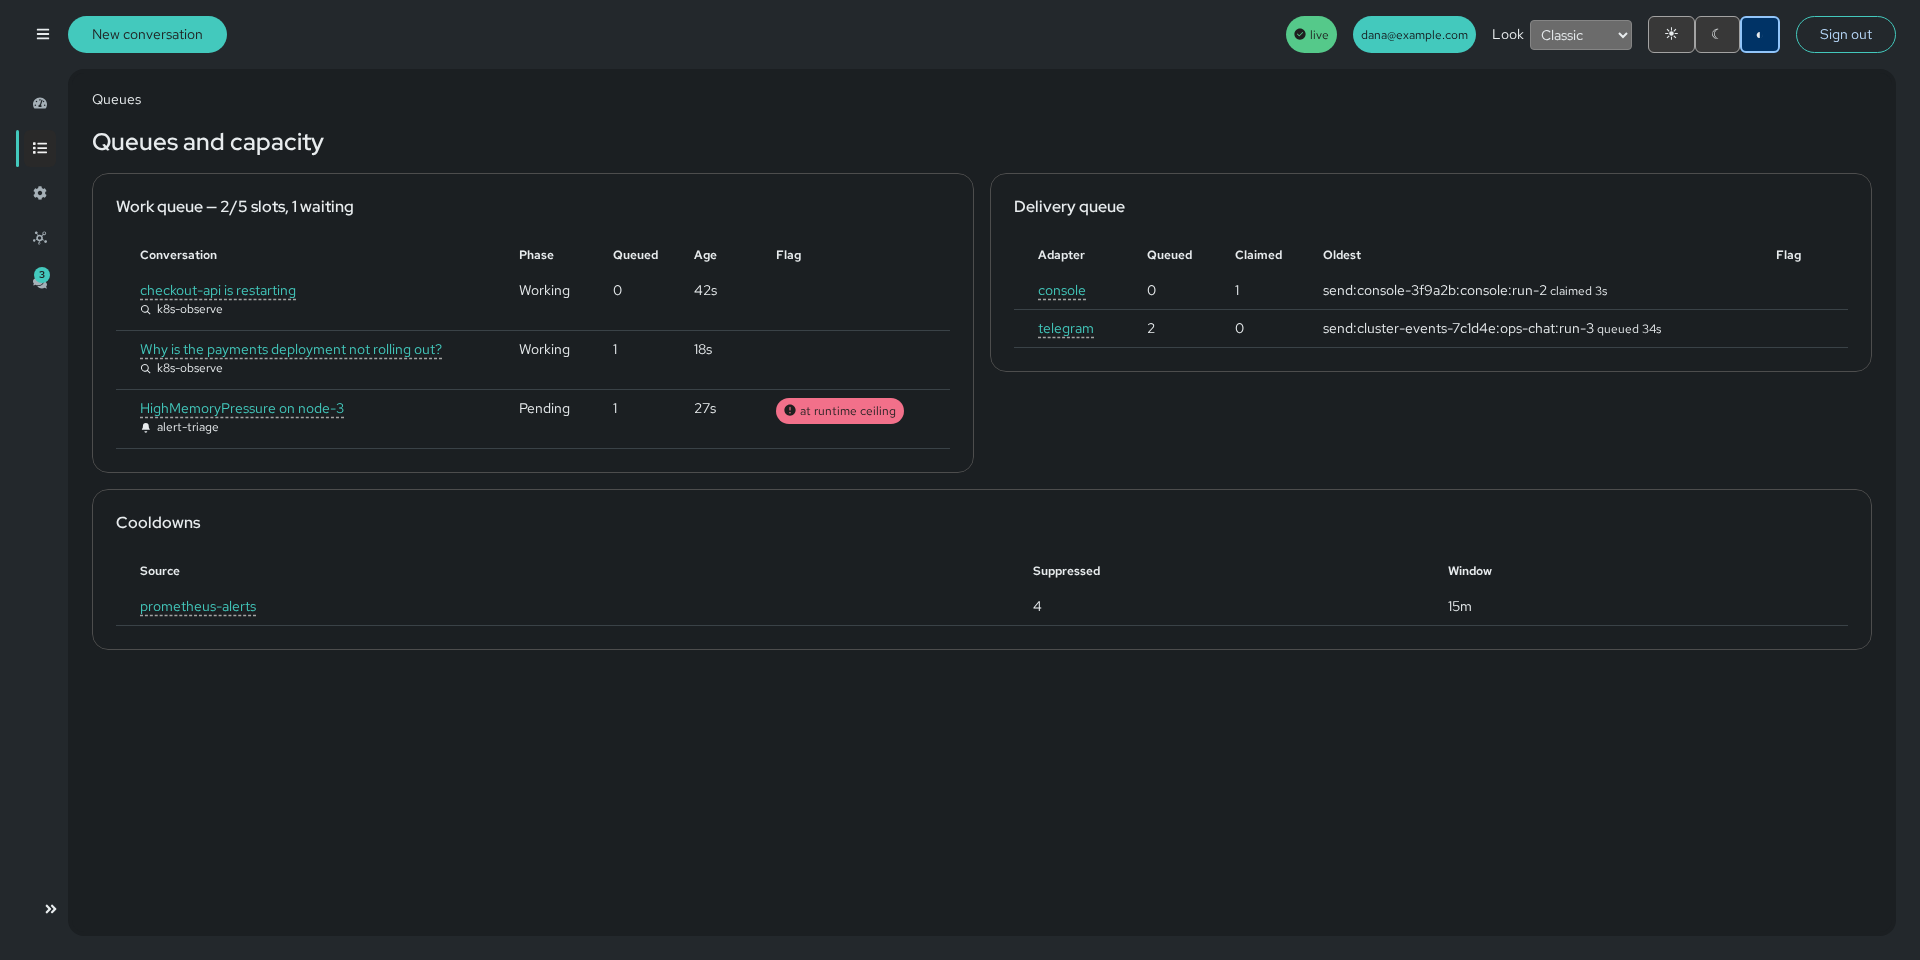 New conversation
live
dana@example.com
Look
Classic
Sign out
3
Queues
Queues and capacity
Work queue – 2/5 slots, 1 waiting
Conversation Phase Queued Age Flag
checkout-api is restarting Working 0 42s
k8s-observe
Why is the payments deployment not rolling out? Working 1 18s
k8s-observe
HighMemoryPressure on node-3 Pending 1 27s at runtime ceiling
alert-triage
Delivery queue
Adapter Queued Claimed Oldest Flag
console 0 1 send:console-3f9a2b:console:run-2 claimed 3s
telegram 2 0 send:cluster-events-7c1d4e:ops-chat:run-3 queued 34s
Cooldowns
Source Suppressed Window
prometheus-alerts 4 15m